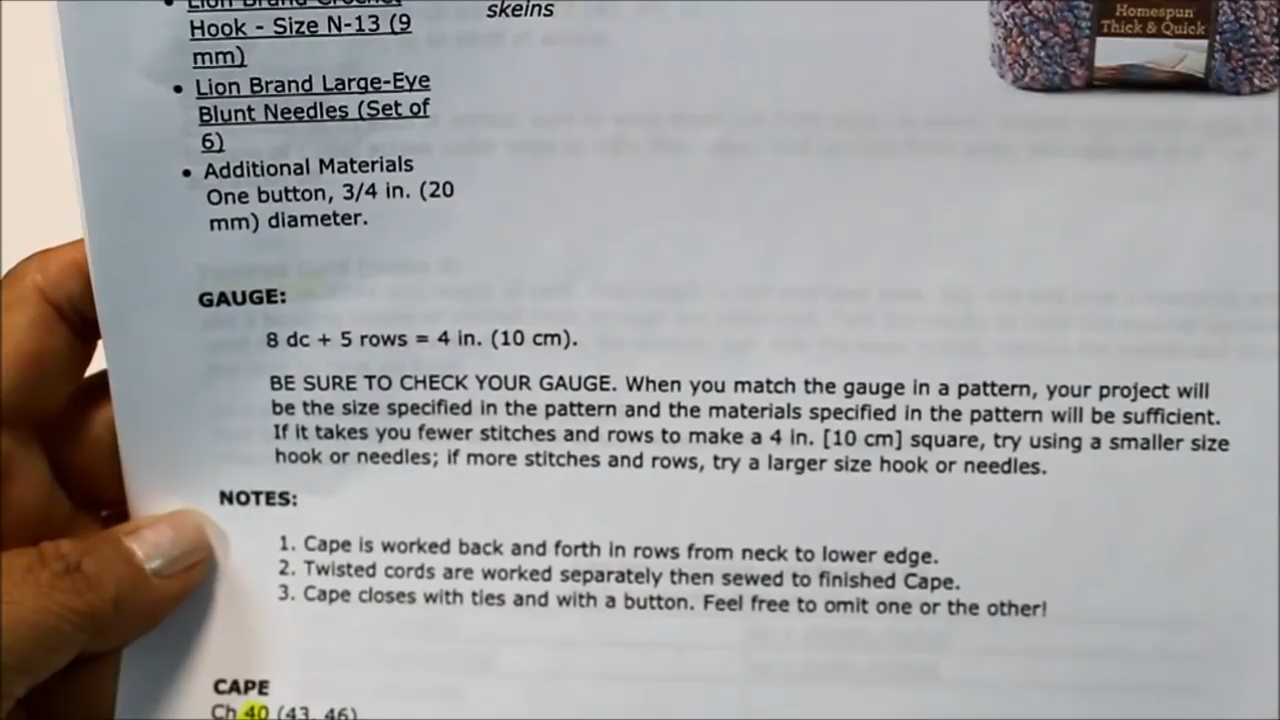 Lion Brand Crochet
Hook - Size N-13 (9
mm)
skeins
Homespun®
Thick & Quick®
Lion Brand Large-Eye
Blunt Needles (Set of
6)
Additional Materials
One button, 3/4 in. (20
mm) diameter.
GAUGE:
8 dc + 5 rows = 4 in. (10 cm).
BE SURE TO CHECK YOUR GAUGE. When you match the gauge in a pattern, your project will
be the size specified in the pattern and the materials specified in the pattern will be sufficient.
If it takes you fewer stitches and rows to make a 4 in. [10 cm] square, try using a smaller size
hook or needles; if more stitches and rows, try a larger size hook or needles.
NOTES:
1. Cape is worked back and forth in rows from neck to lower edge.
2. Twisted cords are worked separately then sewed to finished Cape.
3. Cape closes with ties and with a button. Feel free to omit one or the other!
CAPE
Ch 40 (43, 46)